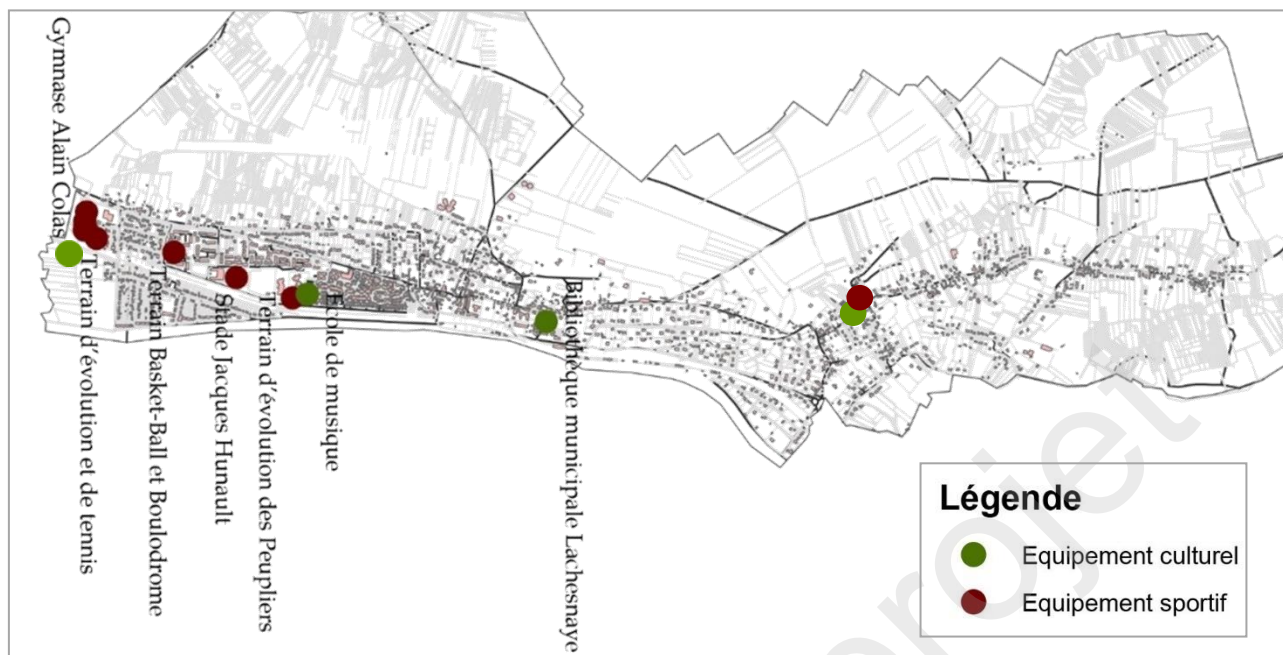 Gymnase Alain Colas
Terrain d'évolution et de tennis
Terrain Basket-Ball et Boulodrome
Stade Jacques Hunault
Terrain d'évolution des Peupliers
Ecole de musique
Bibliothèque municipale Lachesnaye
Légende
Equipement culturel
Equipement sportif
rojet